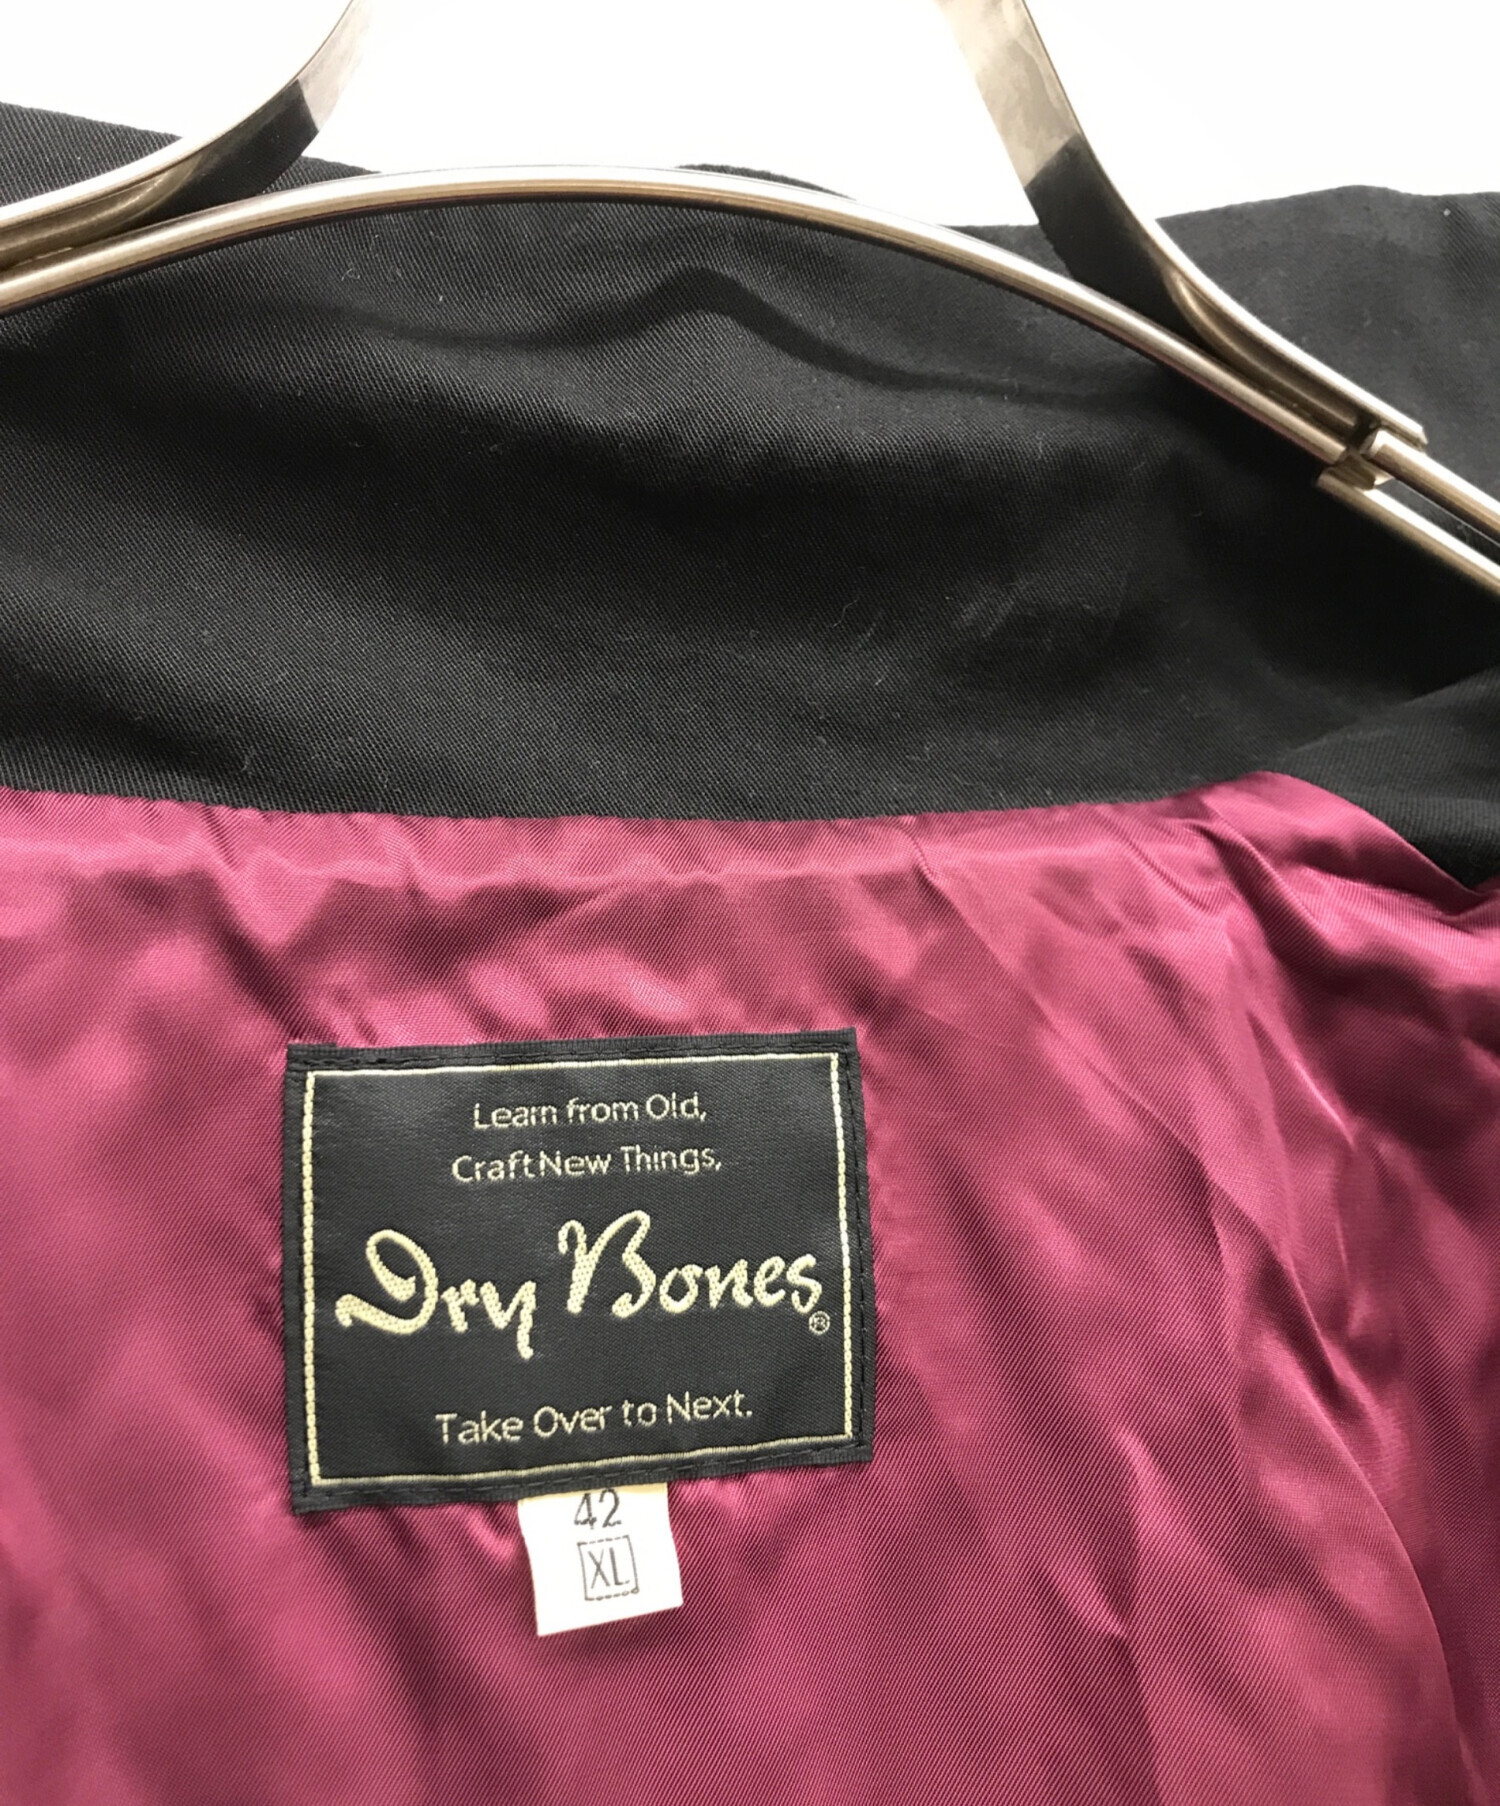 Learn from Old,
Craft New Things,
Dry Bones®
Take Over to Next.
42
XL